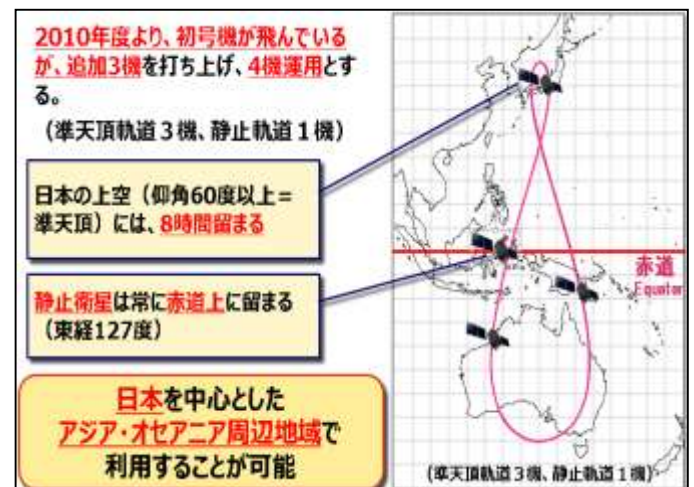 2010年度より、初号機が飛んでいる
が、追加3機を打ち上げ、4機運用とす
る。
（準天頂軌道３機、静止軌道１機）
日本の上空（仰角60度以上＝
準天頂）には、8時間留まる
静止衛星は常に赤道上に留まる
（東経127度）
日本を中心とした
アジア・オセアニア周辺地域で
利用することが可能
赤道
Equator
(準天頂軌道３機、静止軌道１機)